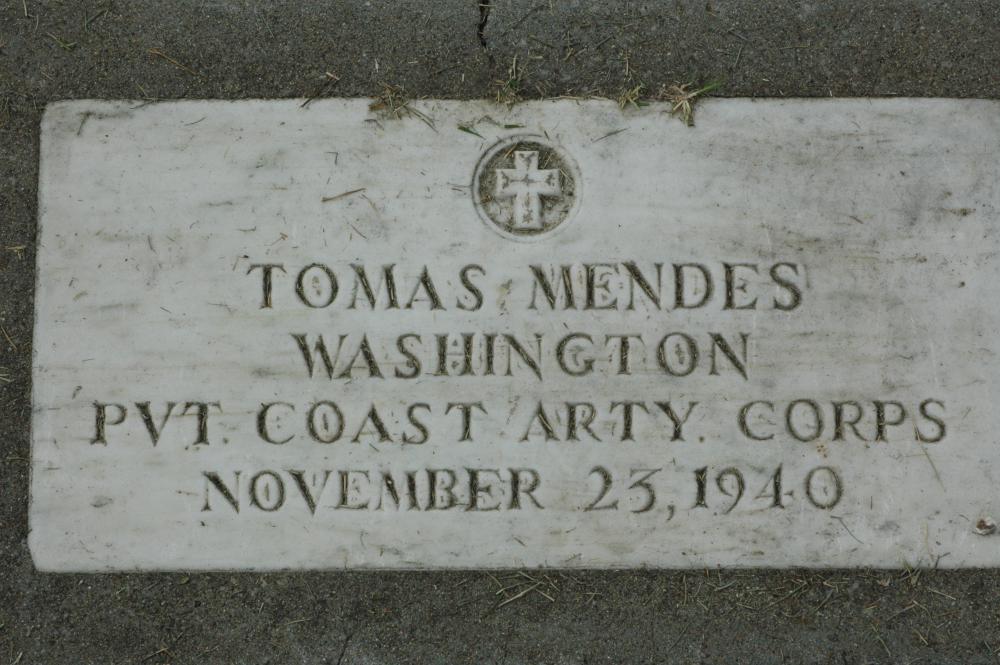 TOMAS MENDES
WASHINGTON
PVT. COAST ARTY. CORPS
NOVEMBER 23, 1940